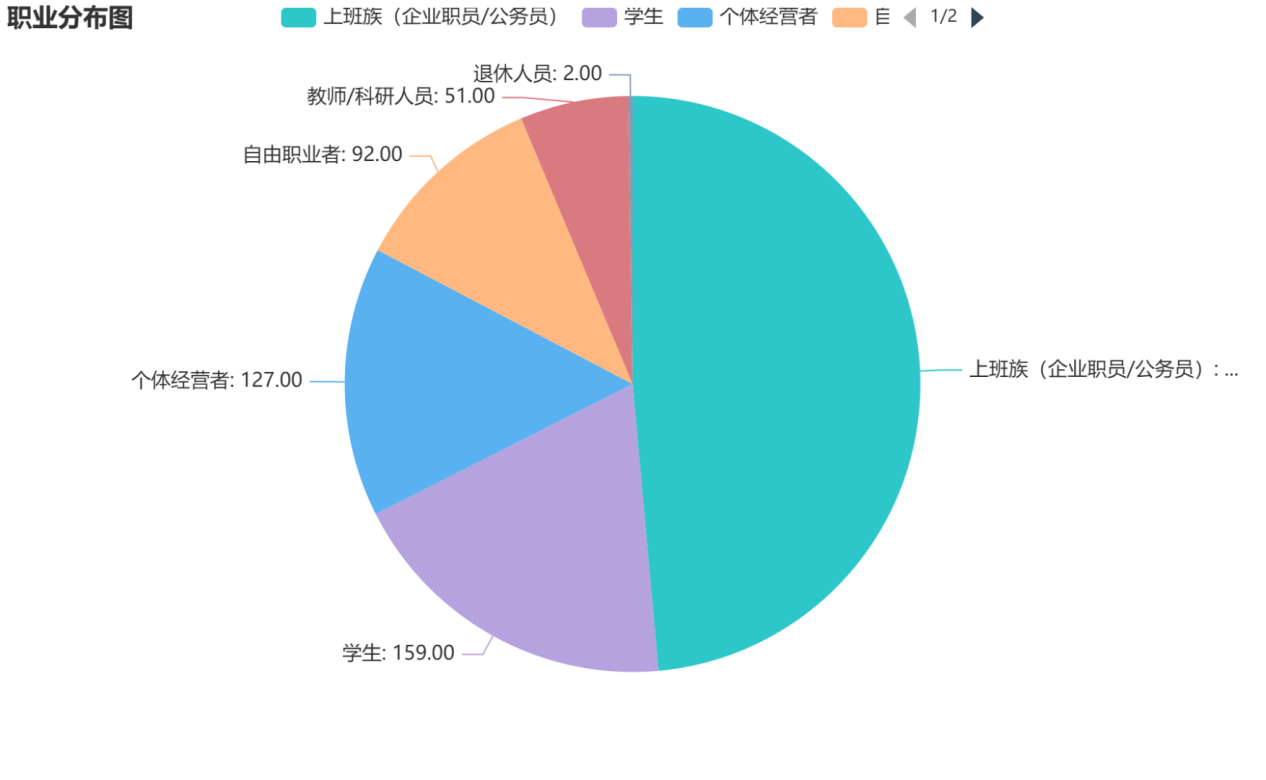 职业分布图
上班族（企业职员/公务员） 学生 个体经营者 1/2
退休人员: 2.00
教师/科研人员: 51.00
自由职业者: 92.00
上班族（企业职员/公务员）: ...
个体经营者: 127.00
学生: 159.00